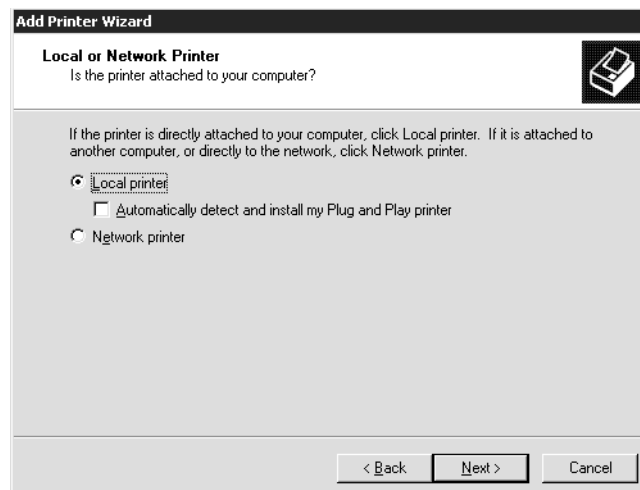 Add Printer Wizard
Local or Network Printer
Is the printer attached to your computer?
If the printer is directly attached to your computer, click Local printer. If it is attached to
another computer, or directly to the network, click Network printer.
Local printer
Automatically detect and install my Plug and Play printer
Network printer
< Back Next > Cancel